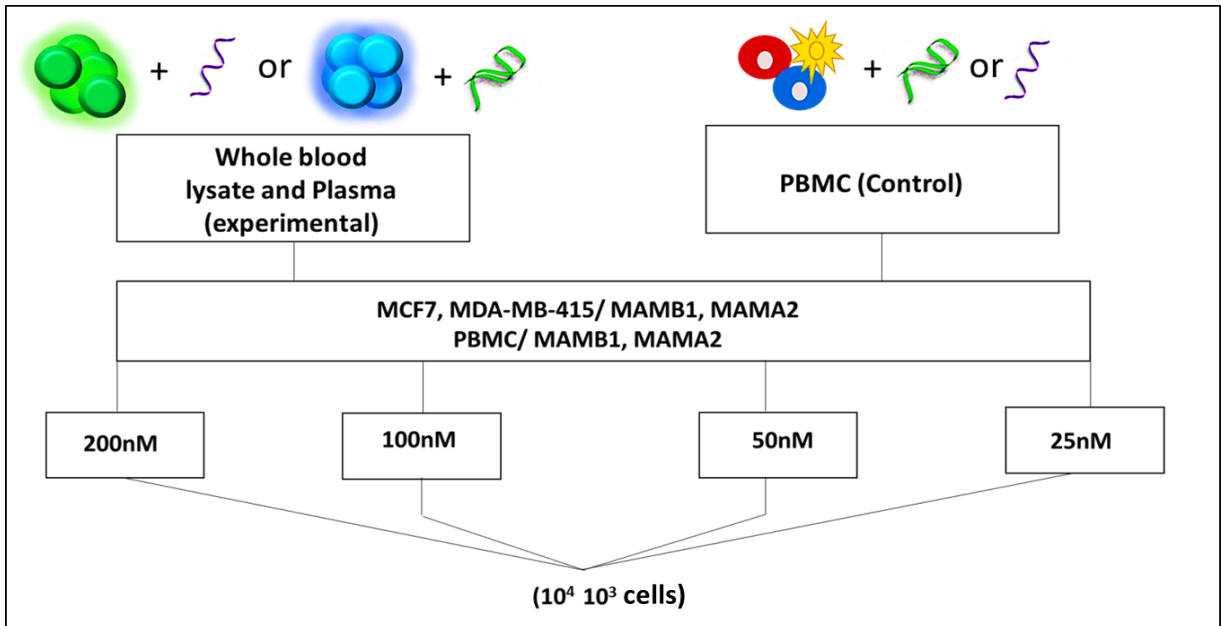 + or + + or
Whole blood
lysate and Plasma
(experimental)
PBMC (Control)
MCF7, MDA-MB-415/ MAMB1, MAMA2
PBMC/ MAMB1, MAMA2
200nM
100nM
50nM
25nM
(10⁴ 10³ cells)